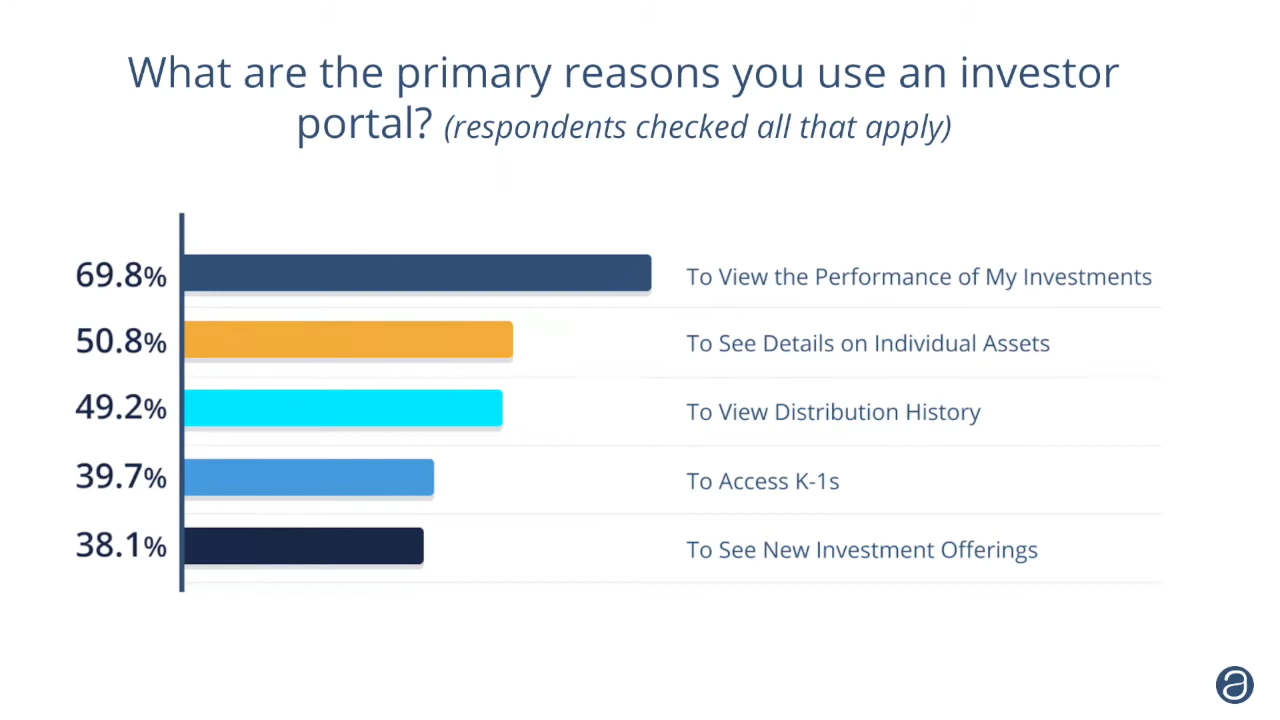 What are the primary reasons you use an investor
portal? (respondents checked all that apply)
69.8% To View the Performance of My Investments
50.8% To See Details on Individual Assets
49.2% To View Distribution History
39.7% To Access K-1s
38.1% To See New Investment Offerings